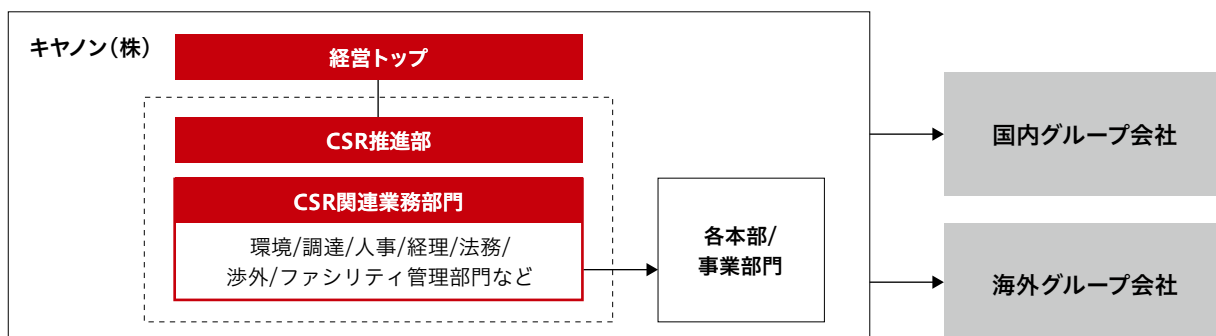 キヤノン(株)
経営トップ
CSR推進部
CSR関連業務部門
環境/調達/人事/経理/法務/
渉外/ファシリティ管理部門など
各本部/
事業部門
国内グループ会社
海外グループ会社